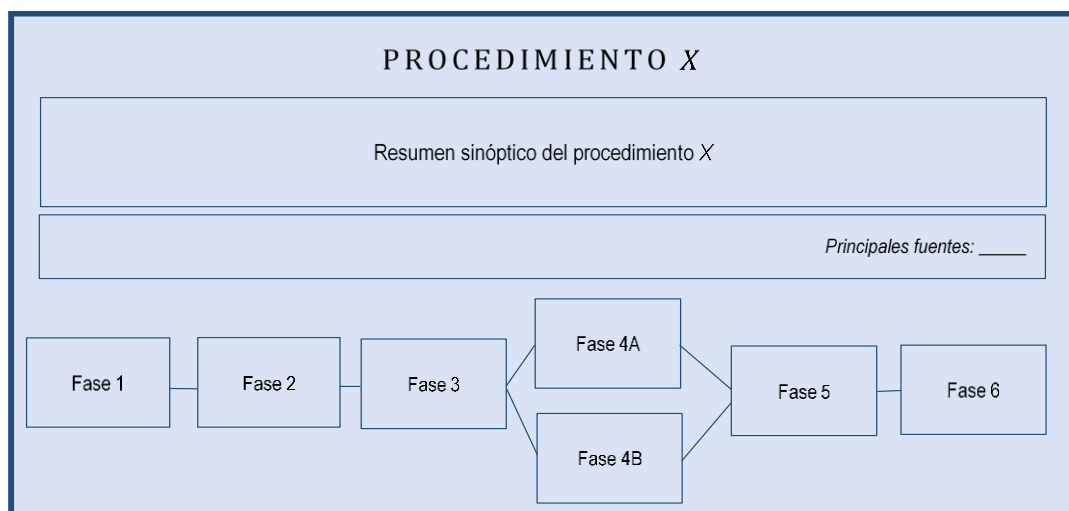 PROCEDIMIENTO X
Resumen sinóptico del procedimiento X
Principales fuentes: _____
Fase 1
Fase 2
Fase 3
Fase 4A
Fase 4B
Fase 5
Fase 6